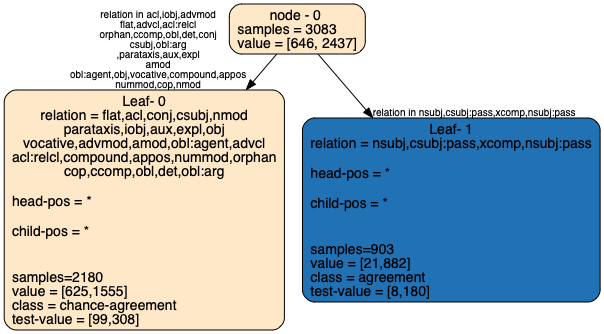 relation in acl,iobj,advmod
flat,advcl,acl:relcl
orphan,ccomp,obl,det,conj
csubj,obl:arg
,parataxis,aux,expl
amod
obl:agent,obj,vocative,compound,appos
nummod,cop,nmod
node - 0
samples = 3083
value = [646, 2437]
relation in nsubj,csubj:pass,xcomp,nsubj:pass
Leaf- 0
relation = flat,acl,conj,csubj,nmod
parataxis,iobj,aux,expl,obj
vocative,advmod,amod,obl:agent,advcl
acl:relcl,compound,appos,nummod,orphan
cop,ccomp,obl,det,obl:arg
head-pos = *
child-pos = *
samples=2180
value = [625,1555]
class = chance-agreement
test-value = [99,308]
Leaf- 1
relation = nsubj,csubj:pass,xcomp,nsubj:pass
head-pos = *
child-pos = *
samples=903
value = [21,882]
class = agreement
test-value = [8,180]